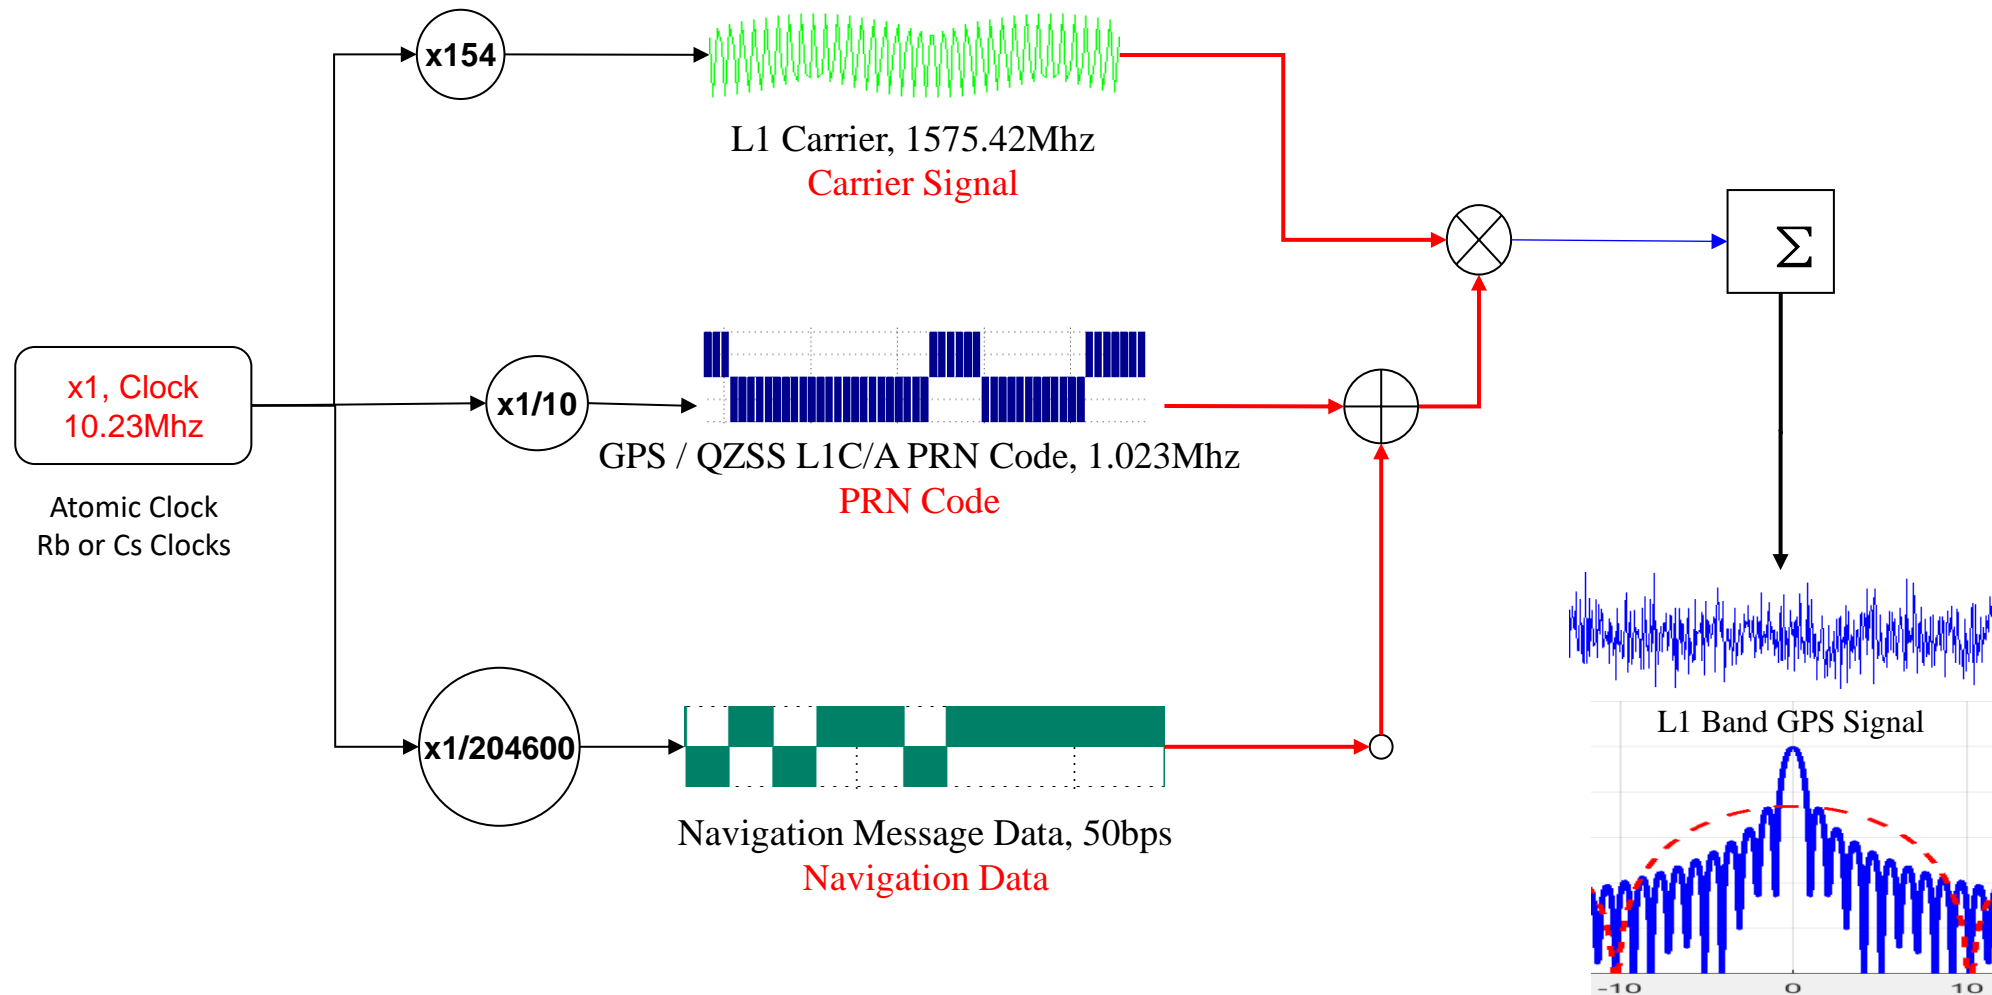 x154
L1 Carrier, 1575.42Mhz
Carrier Signal
Σ
x1, Clock
10.23Mhz
x1/10
GPS / QZSS L1C/A PRN Code, 1.023Mhz
PRN Code
Atomic Clock
Rb or Cs Clocks
x1/204600
Navigation Message Data, 50bps
Navigation Data
L1 Band GPS Signal
-10 0 10